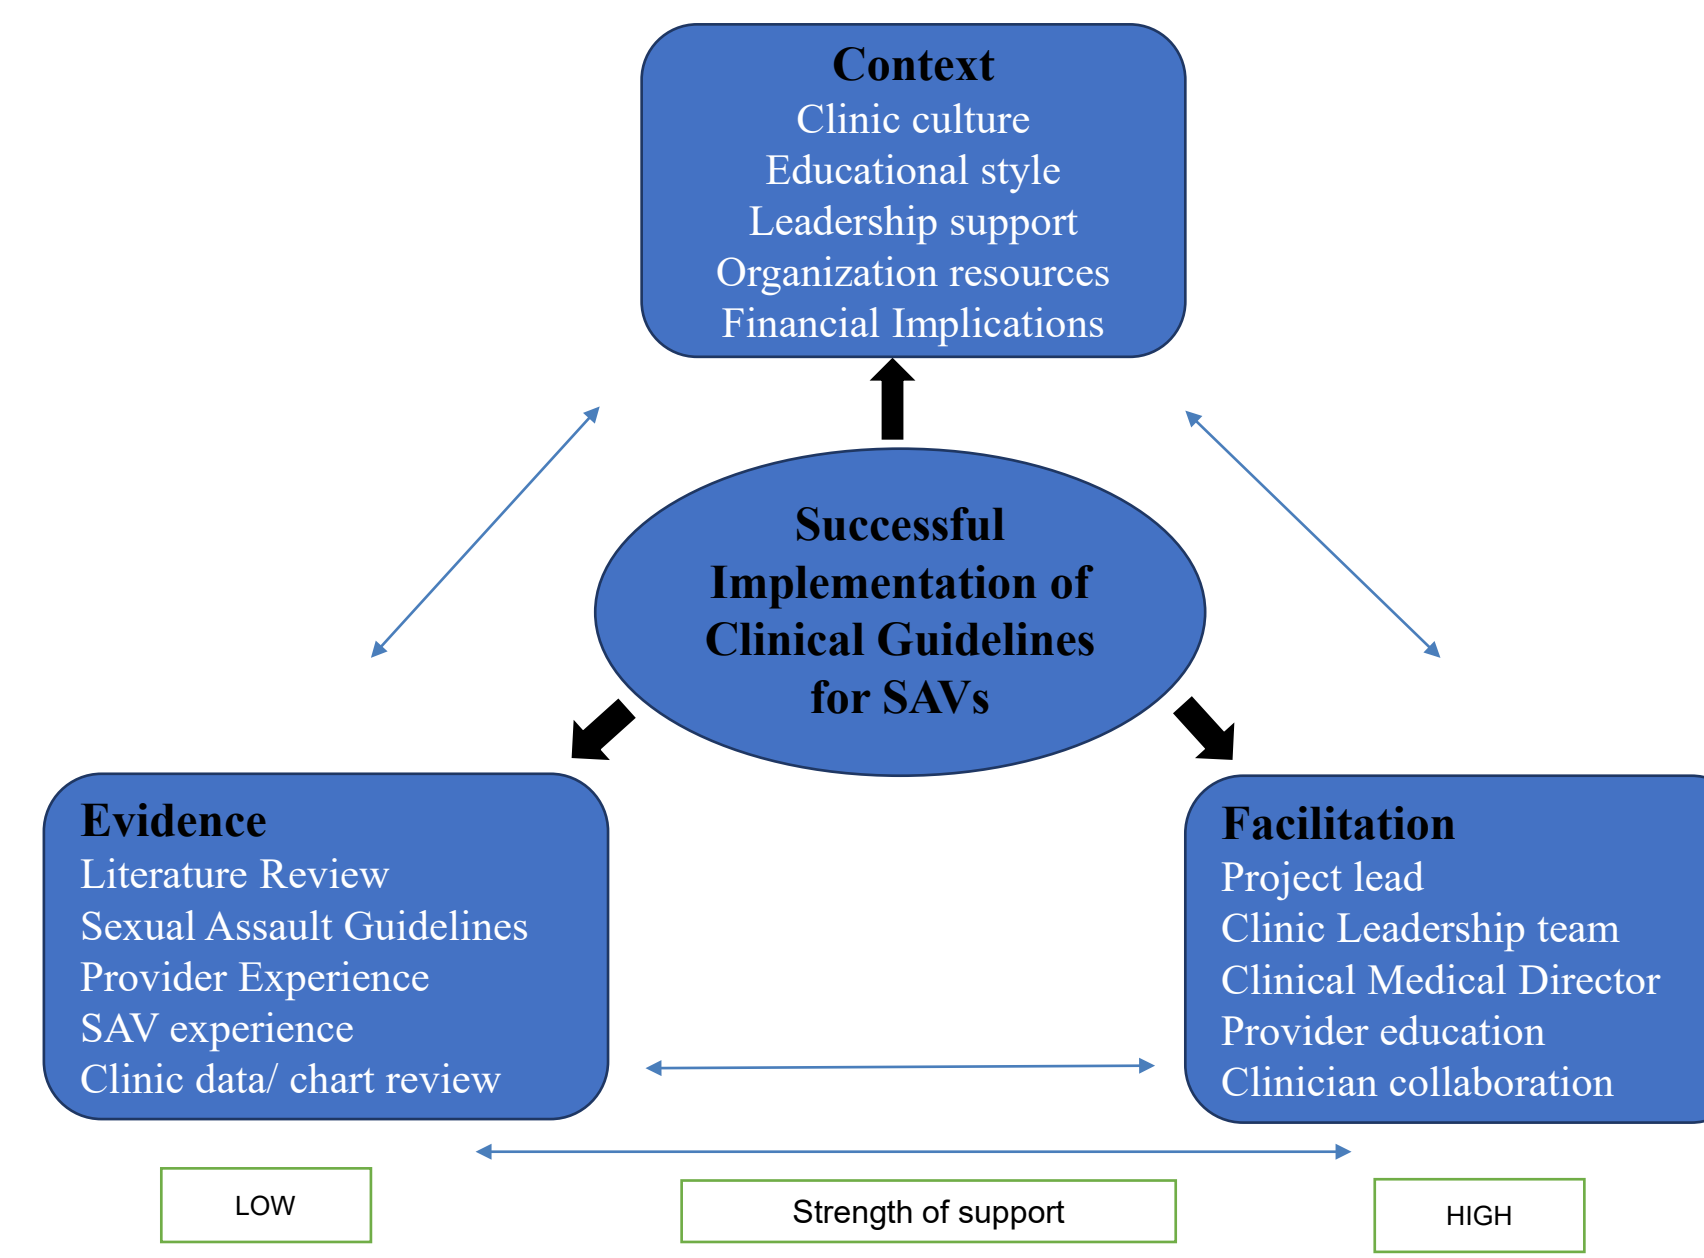 Context
Clinic culture
Educational style
Leadership support
Organization resources
Financial Implications
Successful
Implementation of
Clinical Guidelines
for SAVs
Evidence
Literature Review
Sexual Assault Guidelines
Provider Experience
SAV experience
Clinic data/ chart review
Facilitation
Project lead
Clinic Leadership team
Clinical Medical Director
Provider education
Clinician collaboration
LOW
Strength of support
HIGH